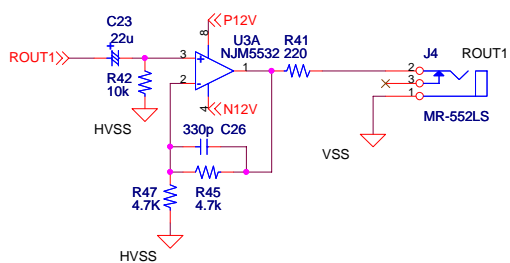 C23
22u
ROUT1
R42
10k
HVSS
8
P12V
U3A
NJM5532
3
+
2
-
1
4
N12V
R41
220
J4
ROUT1
2
3
1
MR-552LS
VSS
330p C26
R47
4.7K
R45
4.7k
HVSS